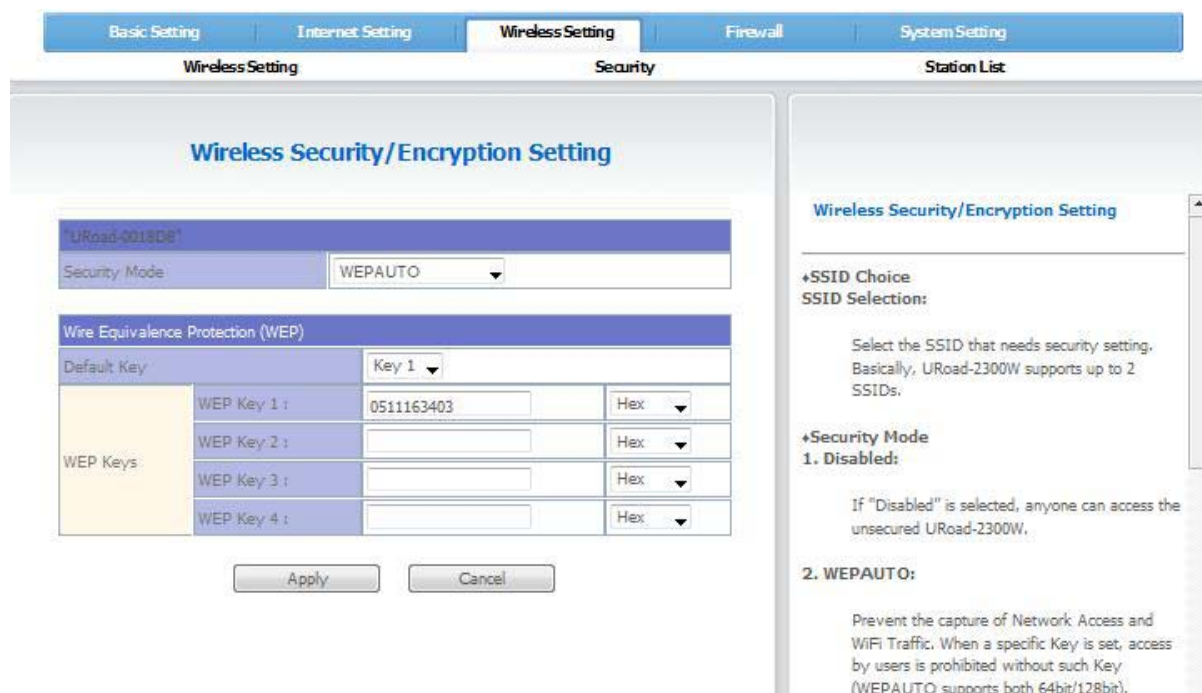 Basic Setting Internet Setting Wireless Setting Firewall System Setting
Wireless Setting Security Station List
Wireless Security/Encryption Setting
"URoad-0018DB"
Security Mode WEPAUTO
Wire Equivalence Protection (WEP)
Default Key Key 1
WEP Keys
WEP Key 1 : 0511163403 Hex
WEP Key 2 : Hex
WEP Key 3 : Hex
WEP Key 4 : Hex
Apply Cancel
Wireless Security/Encryption Setting
♦SSID Choice
SSID Selection:
Select the SSID that needs security setting.
Basically, URoad-2300W supports up to 2
SSIDs.
♦Security Mode
1. Disabled:
If "Disabled" is selected, anyone can access the
unsecured URoad-2300W.
2. WEPAUTO:
Prevent the capture of Network Access and
WiFi Traffic. When a specific Key is set, access
by users is prohibited without such Key
(WEPAUTO supports both 64bit/128bit).